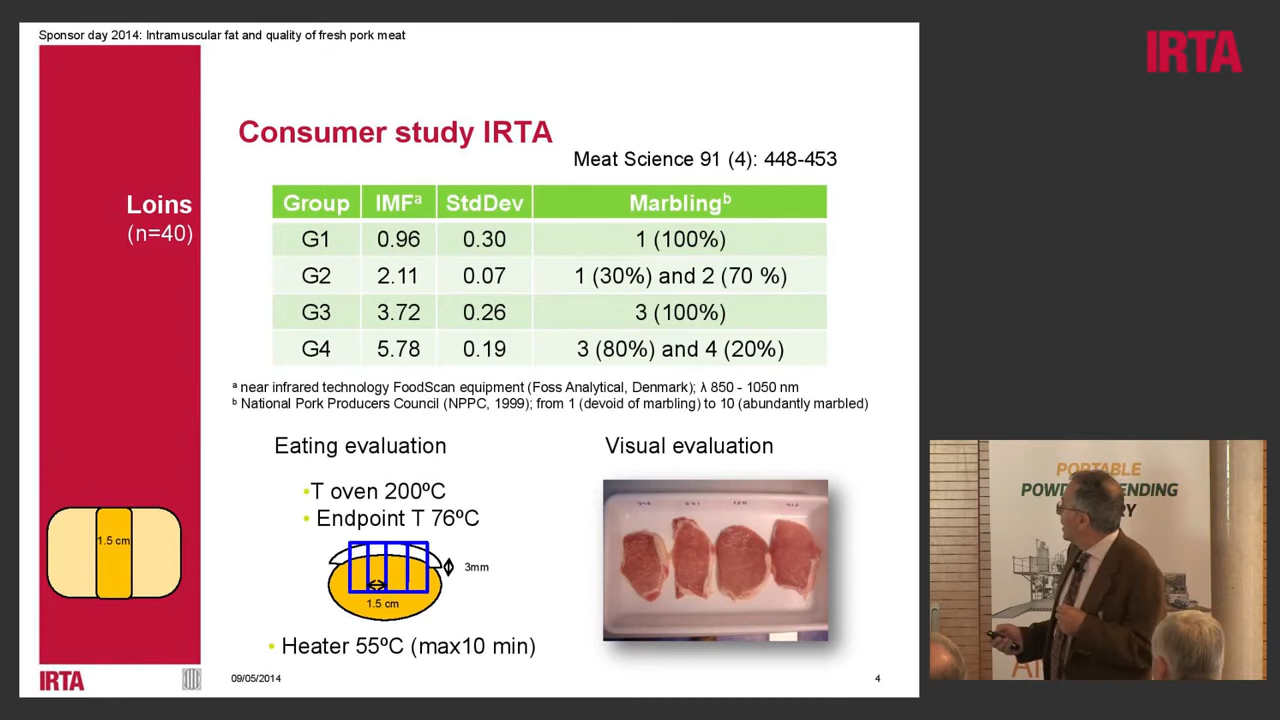 Sponsor day 2014: Intramuscular fat and quality of fresh pork meat
IRTA
Consumer study IRTA
Meat Science 91 (4): 448-453
Loins
(n=40)
Group IMFᵃ StdDev Marblingᵇ
G1 0.96 0.30 1 (100%)
G2 2.11 0.07 1 (30%) and 2 (70 %)
G3 3.72 0.26 3 (100%)
G4 5.78 0.19 3 (80%) and 4 (20%)
ᵃ near infrared technology FoodScan equipment (Foss Analytical, Denmark); λ 850 - 1050 nm
ᵇ National Pork Producers Council (NPPC, 1999); from 1 (devoid of marbling) to 10 (abundantly marbled)
Eating evaluation
Visual evaluation
•T oven 200ºC
• Endpoint T 76ºC
1.5 cm
3mm
1.5 cm
• Heater 55ºC (max10 min)
IRTA
09/05/2014
4
PORTABLE